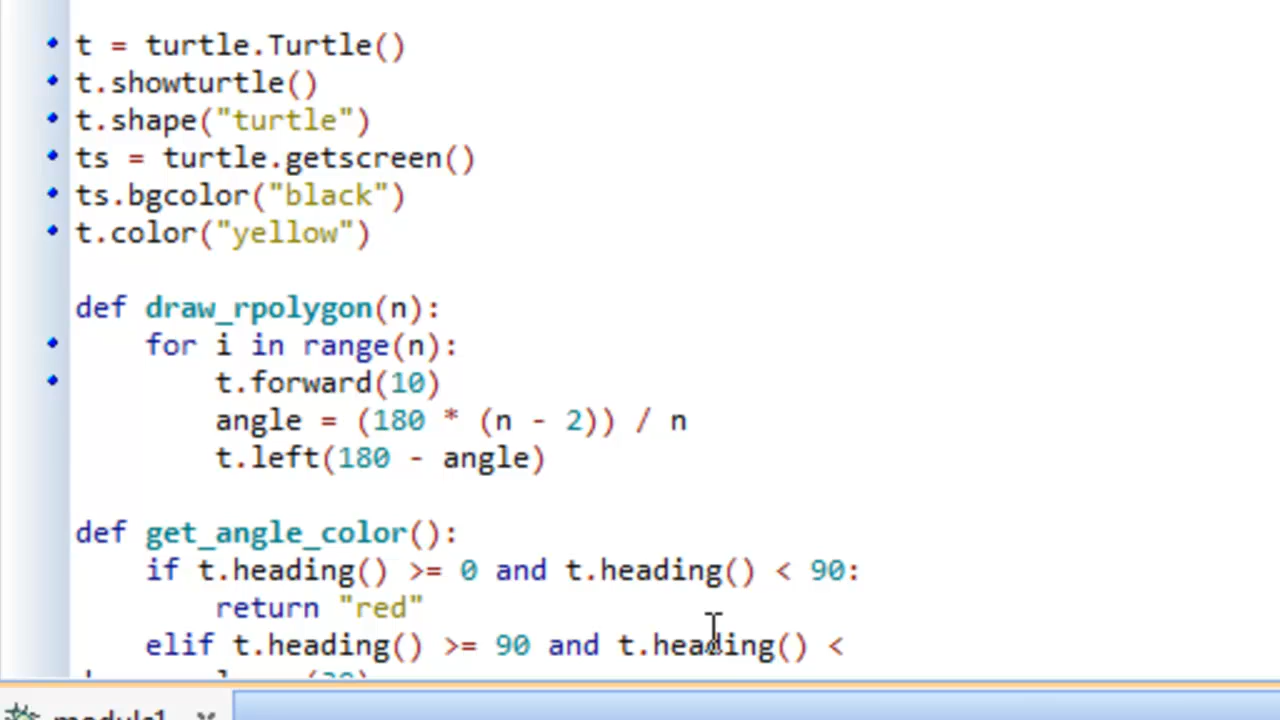 t = turtle.Turtle()
t.showturtle()
t.shape("turtle")
ts = turtle.getscreen()
ts.bgcolor("black")
t.color("yellow")
def draw_rpolygon(n):
for i in range(n):
t.forward(10)
angle = (180 * (n - 2)) / n
t.left(180 - angle)
def get_angle_color():
if t.heading() >= 0 and t.heading() < 90:
return "red"
elif t.heading() >= 90 and t.heading() <
module1